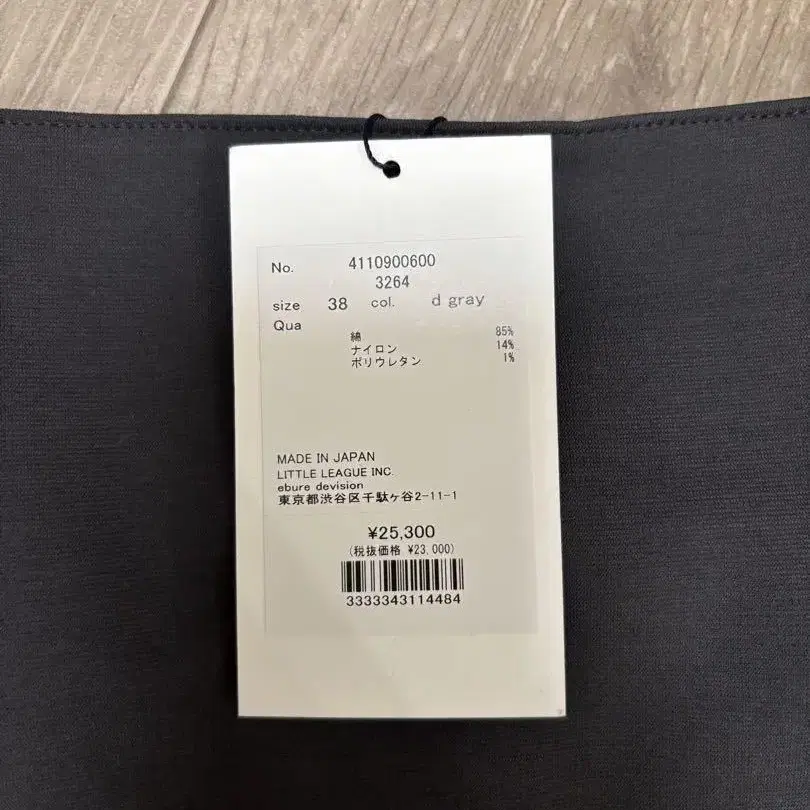 No. 4110900600
3264
size 38 col. d gray
Qua
綿 85%
ナイロン 14%
ポリウレタン 1%
MADE IN JAPAN
LITTLE LEAGUE INC.
ebure devision
東京都渋谷区千駄ヶ谷2-11-1
¥25,300
(税抜価格 ¥23,000)
3333343114484